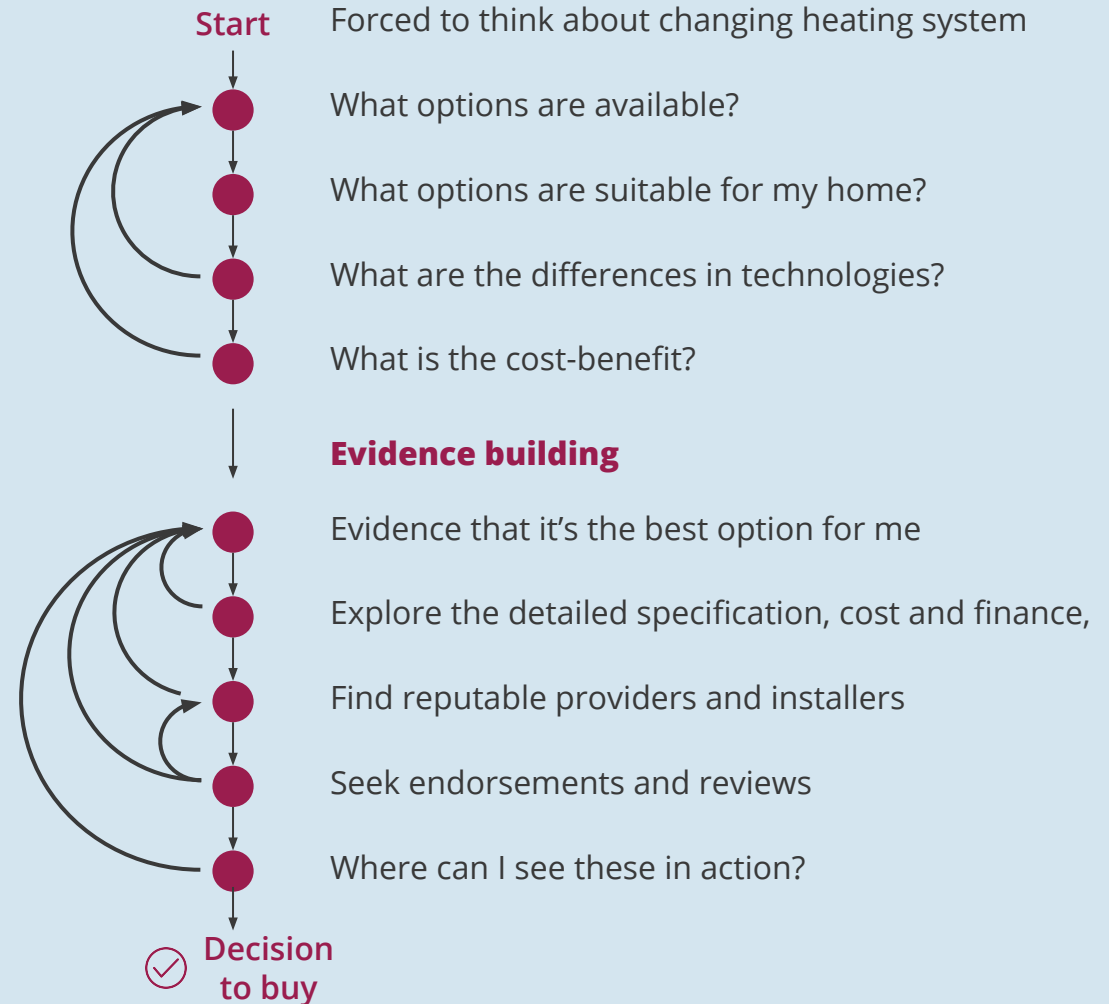 Start
Forced to think about changing heating system
What options are available?
What options are suitable for my home?
What are the differences in technologies?
What is the cost-benefit?
Evidence building
Evidence that it’s the best option for me
Explore the detailed specification, cost and finance,
Find reputable providers and installers
Seek endorsements and reviews
Where can I see these in action?
Decision
to buy